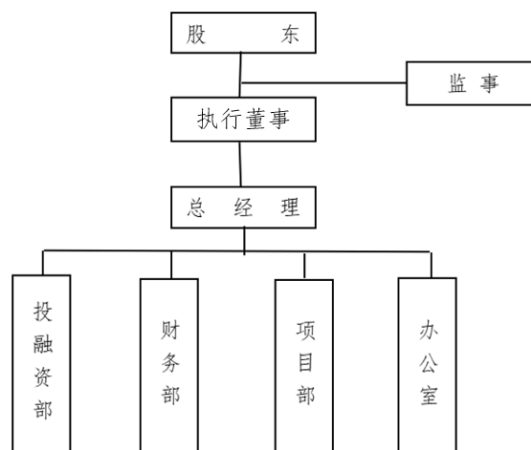 股 东
监 事
执行董事
总 经 理
投融资部
财务部
项目部
办公室